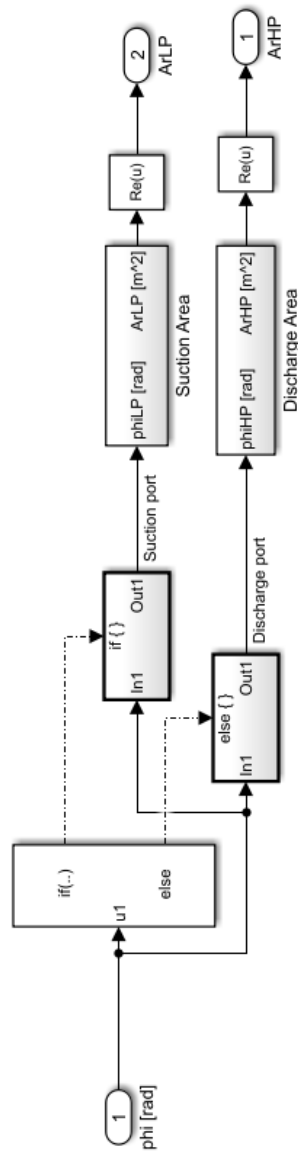 1
phi [rad]
u1
if(..)
else
if { }
In1
Out1
else { }
In1
Out1
Suction port
Discharge port
phiLP [rad]
ArLP [m^2]
Suction Area
phiHP [rad]
ArHP [m^2]
Discharge Area
Re(u)
Re(u)
2
ArLP
1
ArHP